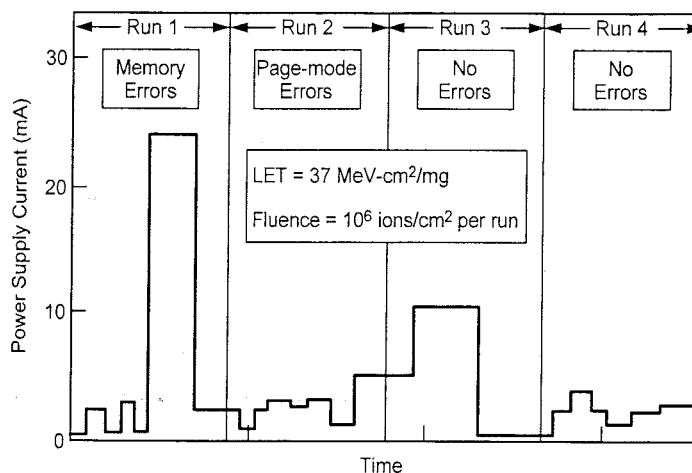 Run 1
Run 2
Run 3
Run 4
Memory
Errors
Page-mode
Errors
No
Errors
No
Errors
LET = 37 MeV-cm²/mg
Fluence = 10⁶ ions/cm² per run
Power Supply Current (mA)
30
20
10
0
Time